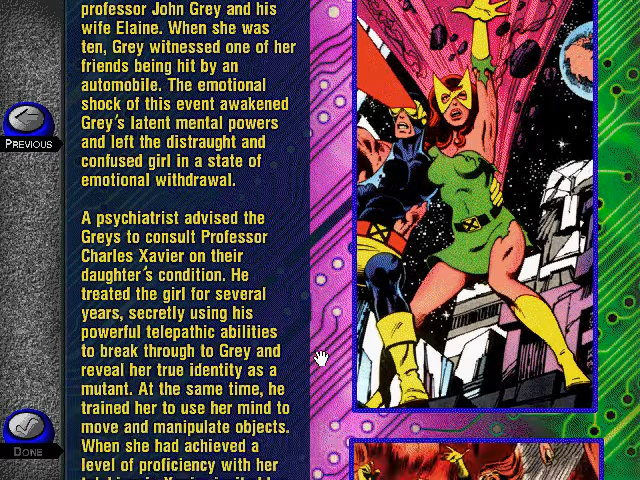 professor John Grey and his
wife Elaine. When she was
ten, Grey witnessed one of her
friends being hit by an
automobile. The emotional
shock of this event awakened
Grey´s latent mental powers
and left the distraught and
confused girl in a state of
emotional withdrawal.
A psychiatrist advised the
Greys to consult Professor
Charles Xavier on their
daughter´s condition. He
treated the girl for several
years, secretly using his
powerful telepathic abilities
to break through to Grey and
reveal her true identity as a
mutant. At the same time, he
trained her to use her mind to
move and manipulate objects.
When she had achieved a
level of proficiency with her
Previous
Done